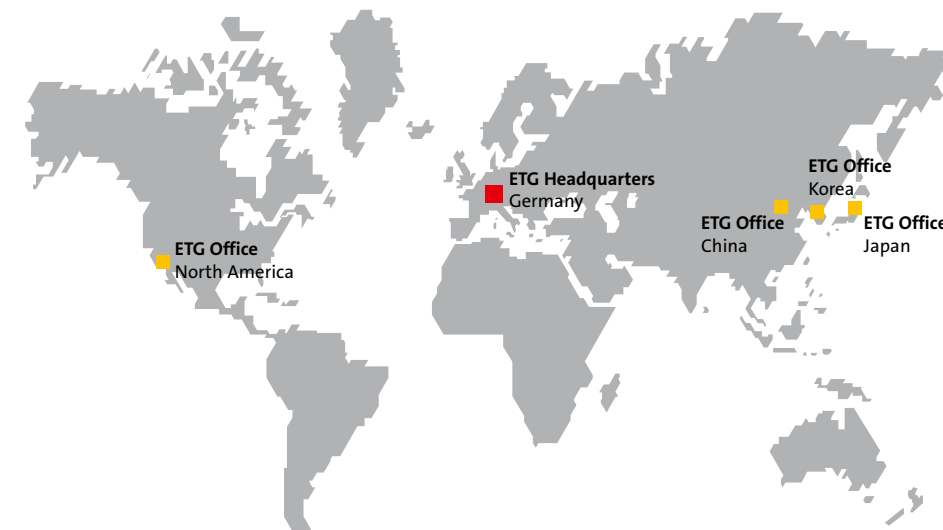 ETG Headquarters
Germany
ETG Office
Korea
ETG Office
China
ETG Office
Japan
ETG Office
North America